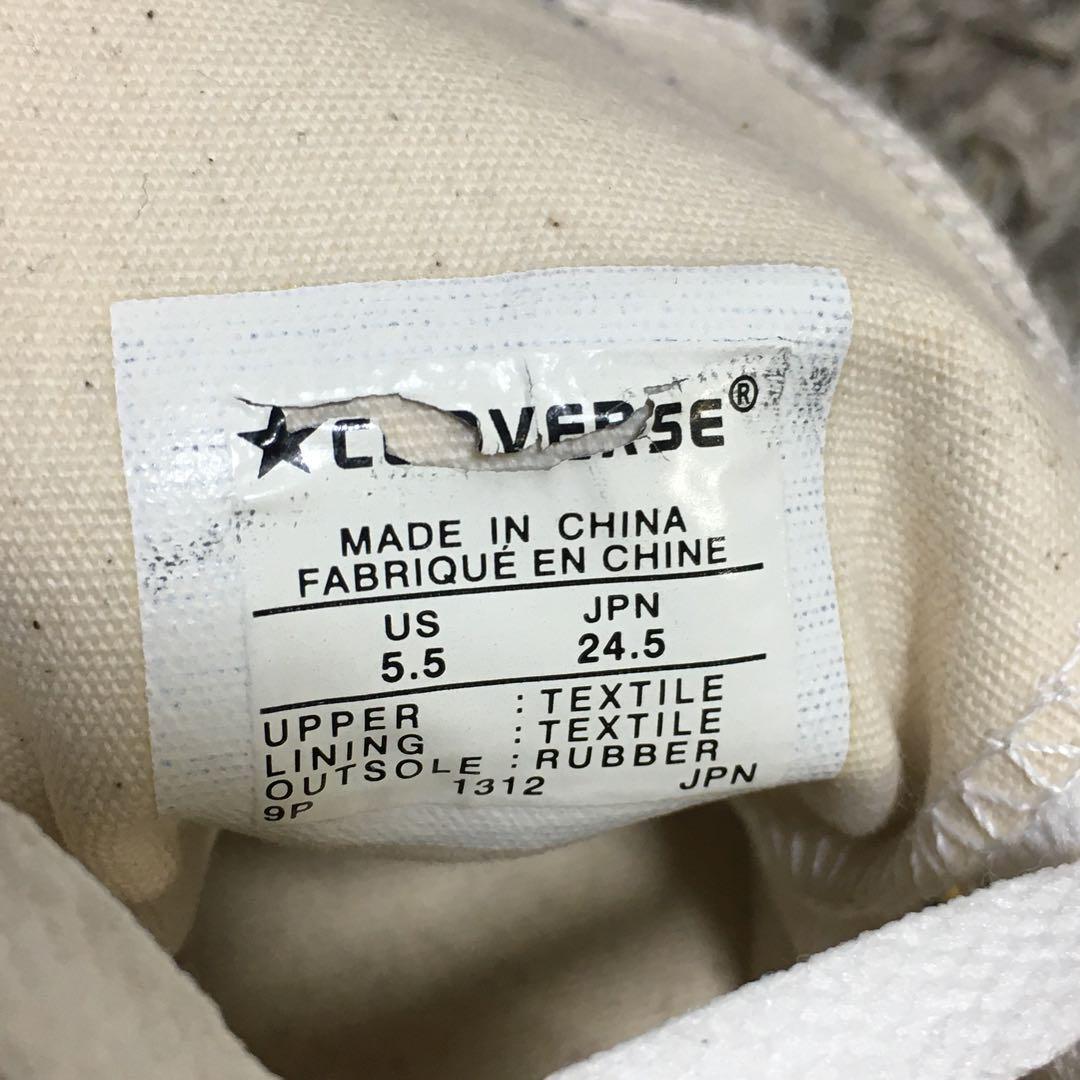 ★CONVERSE®
MADE IN CHINA
FABRIQUÉ EN CHINE
US JPN
5.5 24.5
UPPER : TEXTILE
LINING : TEXTILE
OUTSOLE : RUBBER
9P 1312 JPN